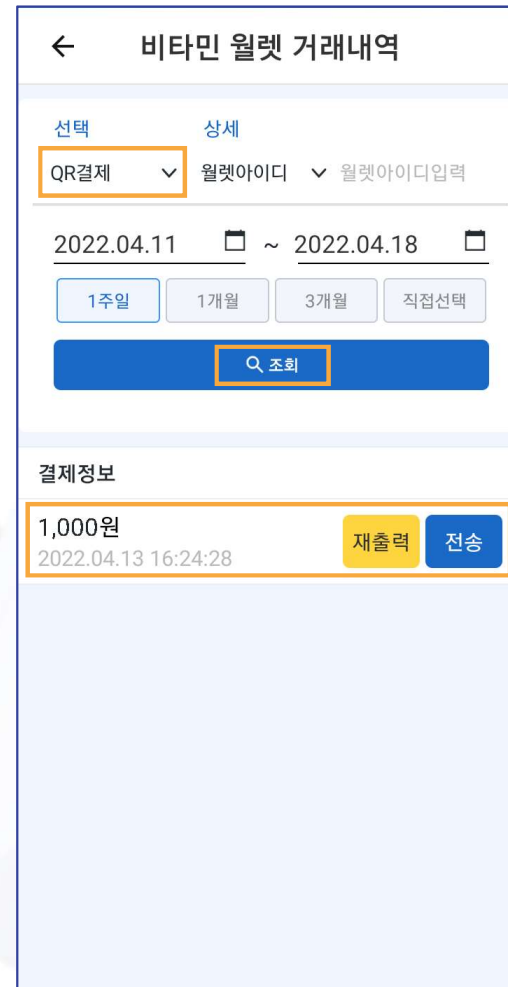 비타민 월렛 거래내역
선택 상세
QR결제 월렛아이디 월렛아이디입력
2022.04.11 ~ 2022.04.18
1주일 1개월 3개월 직접선택
조회
결제정보
1,000원
2022.04.13 16:24:28
재출력 전송